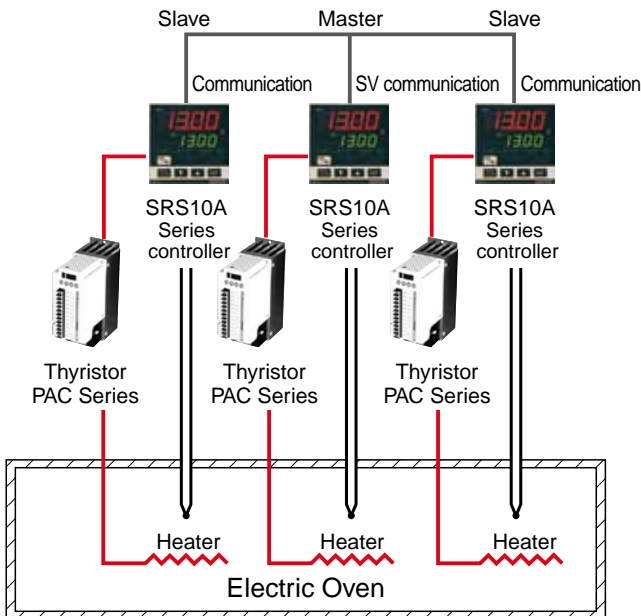 Slave
Master
Slave
Communication
SV communication
Communication
1300
1300
1300
1300
1300
1300
SRS10A
Series
controller
SRS10A
Series
controller
SRS10A
Series
controller
Thyristor
PAC Series
Thyristor
PAC Series
Thyristor
PAC Series
Heater
Heater
Heater
Electric Oven